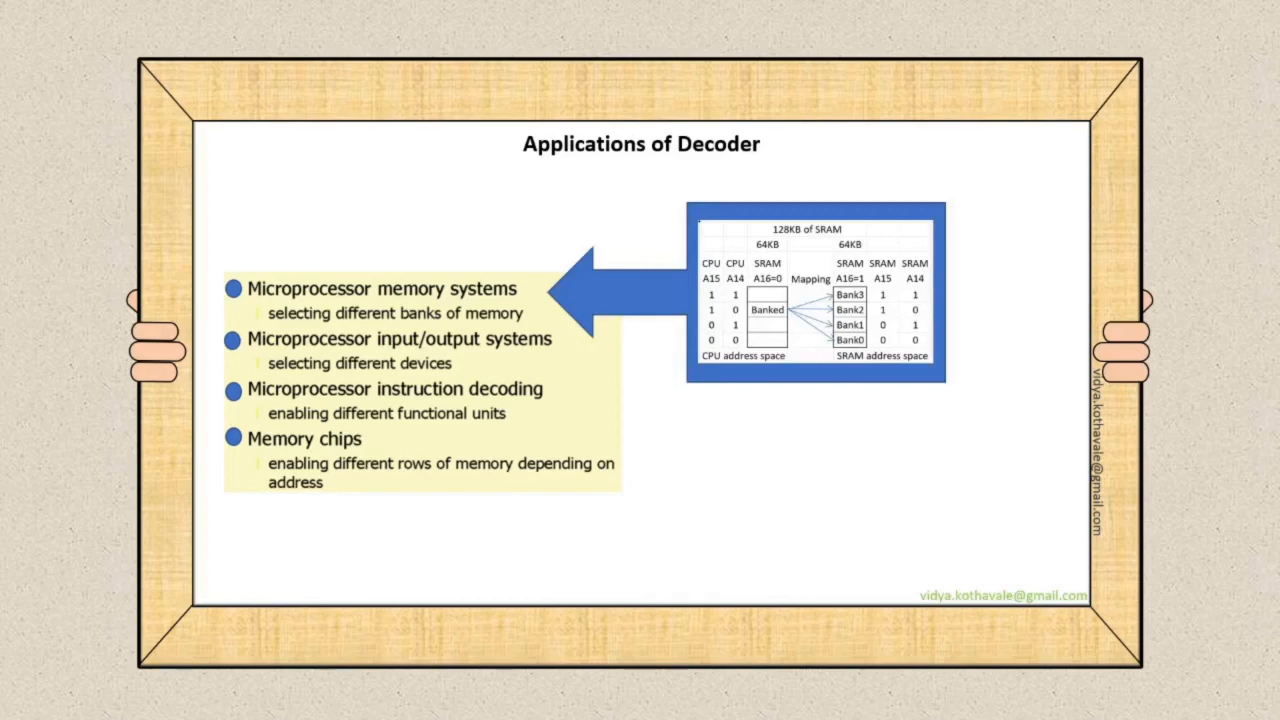 Applications of Decoder
Microprocessor memory systems
selecting different banks of memory
Microprocessor input/output systems
selecting different devices
Microprocessor instruction decoding
enabling different functional units
Memory chips
enabling different rows of memory depending on
address
128KB of SRAM
64KB 64KB
CPU CPU SRAM SRAM SRAM SRAM
A15 A14 A16=0 Mapping A16=1 A15 A14
1 1 Bank3 1 1
1 0 Banked Bank2 1 0
0 1 Bank1 0 1
0 0 Bank0 0 0
CPU address space SRAM address space
vidya.kothavale@gmail.com
vidya.kothavale@gmail.com